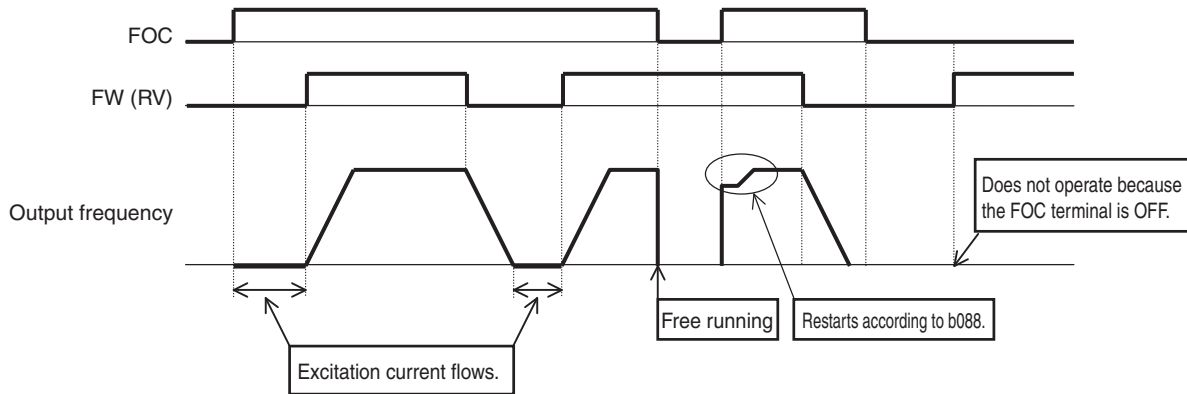 FOC
FW (RV)
Output frequency
Does not operate because
the FOC terminal is OFF.
Free running
Restarts according to b088.
Excitation current flows.